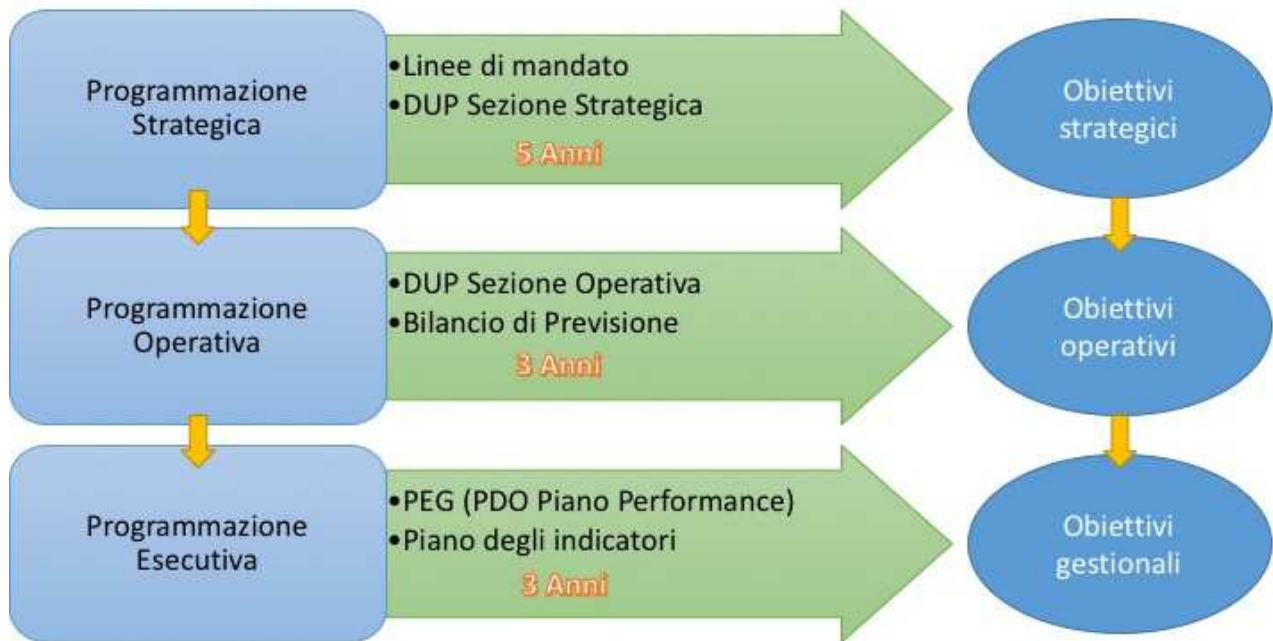 Programmazione
Strategica
•Linee di mandato
•DUP Sezione Strategica
5 Anni
Obiettivi
strategici
Programmazione
Operativa
•DUP Sezione Operativa
•Bilancio di Previsione
3 Anni
Obiettivi
operativi
Programmazione
Esecutiva
•PEG (PDO Piano Performance)
•Piano degli indicatori
3 Anni
Obiettivi
gestionali